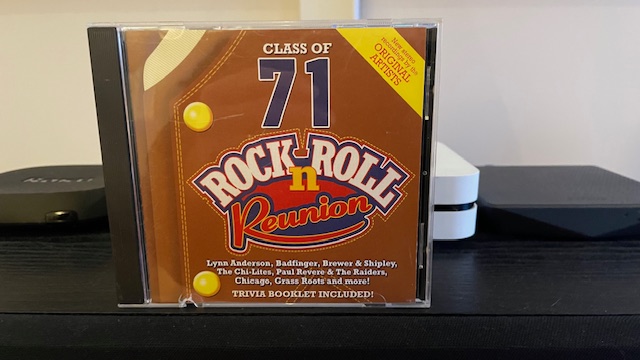 CLASS OF
71
New stereo
recordings by the
ORIGINAL
ARTISTS
ROCK n ROLL
Reunion
Lynn Anderson, Badfinger, Brewer & Shipley,
The Chi-Lites, Paul Revere & The Raiders,
Chicago, Grass Roots and more!
TRIVIA BOOKLET INCLUDED!